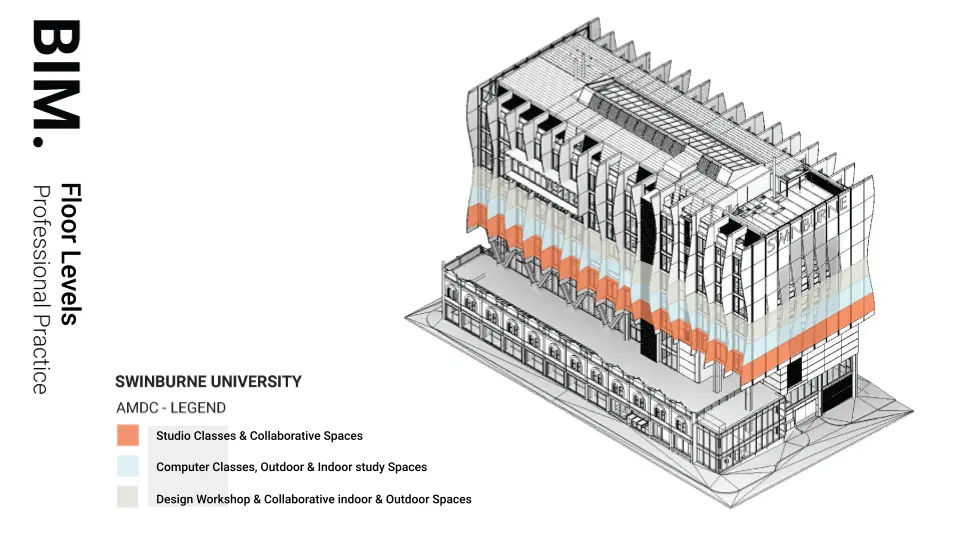 BIM.
Floor Levels
Professional Practice
SWINBURNE
SWINBURNE UNIVERSITY
AMDC - LEGEND
Studio Classes & Collaborative Spaces
Computer Classes, Outdoor & Indoor study Spaces
Design Workshop & Collaborative indoor & Outdoor Spaces